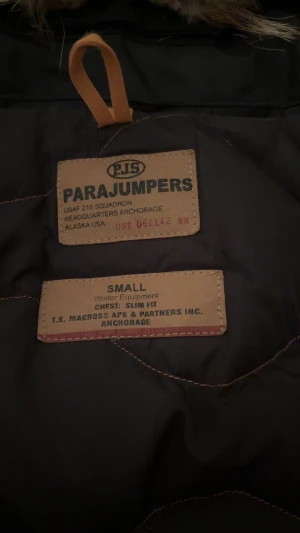 PJS
PARAJUMPERS
USAF 210 SQUADRON
HEADQUARTERS ANCHORAGE
ALASKA USA.
061142
SMALL
Winter Equipment
CHEST: SLIM FIT
T.S. MACROSS APE & PARTNERS INC.
ANCHORAGE